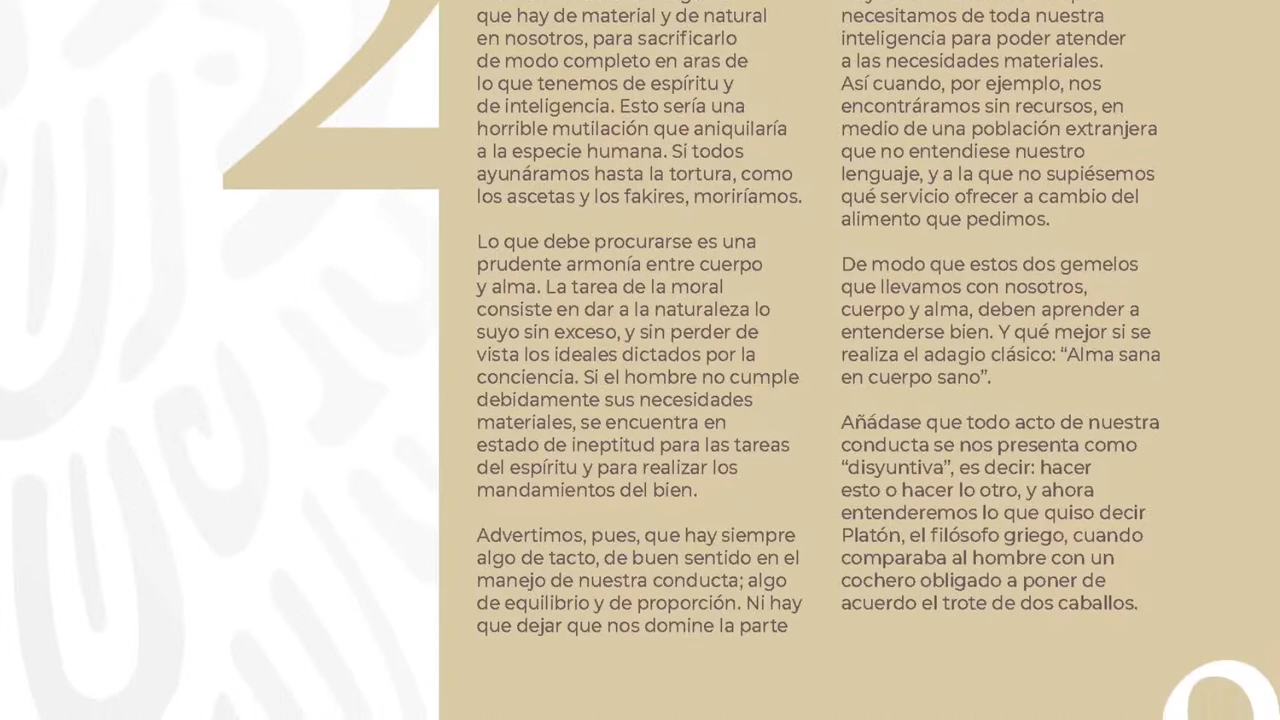 2
que hay de material y de natural
en nosotros, para sacrificarlo
de modo completo en aras de
lo que tenemos de espíritu y
de inteligencia. Esto sería una
horrible mutilación que aniquilaría
a la especie humana. Si todos
ayunáramos hasta la tortura, como
los ascetas y los fakires, moriríamos.
Lo que debe procurarse es una
prudente armonía entre cuerpo
y alma. La tarea de la moral
consiste en dar a la naturaleza lo
suyo sin exceso, y sin perder de
vista los ideales dictados por la
conciencia. Si el hombre no cumple
debidamente sus necesidades
materiales, se encuentra en
estado de ineptitud para las tareas
del espíritu y para realizar los
mandamientos del bien.
Advertimos, pues, que hay siempre
algo de tacto, de buen sentido en el
manejo de nuestra conducta; algo
de equilibrio y de proporción. Ni hay
que dejar que nos domine la parte
necesitamos de toda nuestra
inteligencia para poder atender
a las necesidades materiales.
Así cuando, por ejemplo, nos
encontráramos sin recursos, en
medio de una población extranjera
que no entendiese nuestro
lenguaje, y a la que no supiésemos
qué servicio ofrecer a cambio del
alimento que pedimos.
De modo que estos dos gemelos
que llevamos con nosotros,
cuerpo y alma, deben aprender a
entenderse bien. Y qué mejor si se
realiza el adagio clásico: “Alma sana
en cuerpo sano”.
Añádase que todo acto de nuestra
conducta se nos presenta como
“disyuntiva”, es decir: hacer
esto o hacer lo otro, y ahora
entenderemos lo que quiso decir
Platón, el filósofo griego, cuando
comparaba al hombre con un
cochero obligado a poner de
acuerdo el trote de dos caballos.